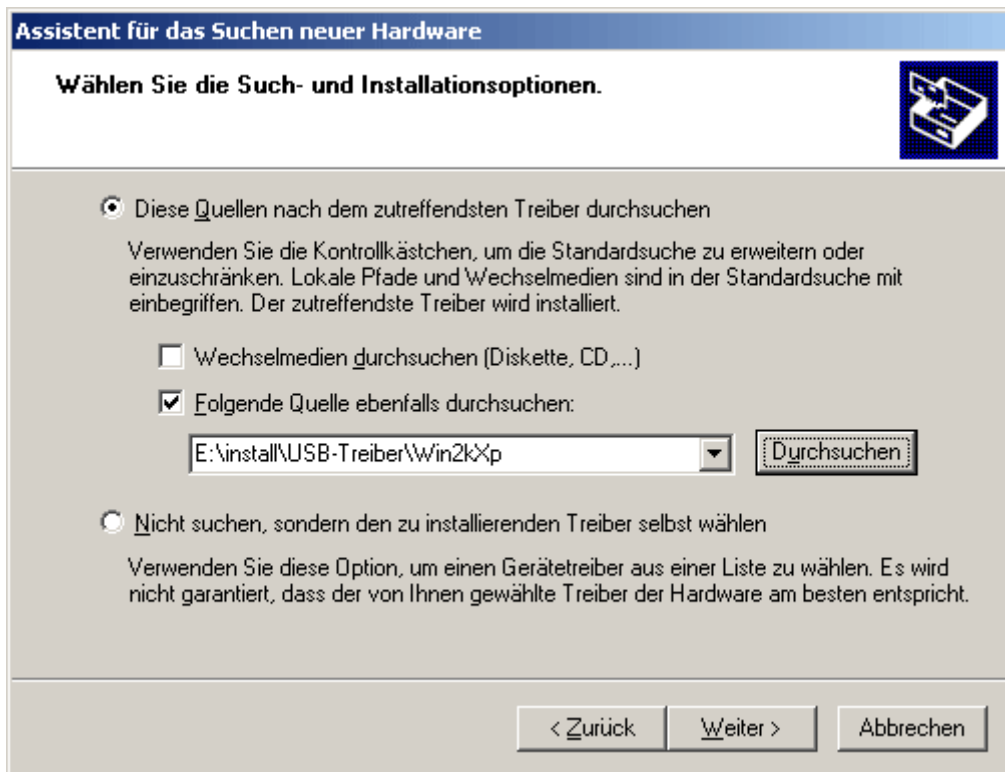 Assistent für das Suchen neuer Hardware
Wählen Sie die Such- und Installationsoptionen.
Diese Quellen nach dem zutreffendsten Treiber durchsuchen
Verwenden Sie die Kontrollkästchen, um die Standardsuche zu erweitern oder
einzuschränken. Lokale Pfade und Wechselmedien sind in der Standardsuche mit
einbegriffen. Der zutreffendste Treiber wird installiert.
Wechselmedien durchsuchen (Diskette, CD,...)
Folgende Quelle ebenfalls durchsuchen:
E:\install\USB-Treiber\Win2kXp
Durchsuchen
Nicht suchen, sondern den zu installierenden Treiber selbst wählen
Verwenden Sie diese Option, um einen Gerätetreiber aus einer Liste zu wählen. Es wird
nicht garantiert, dass der von Ihnen gewählte Treiber der Hardware am besten entspricht.
< Zurück
Weiter >
Abbrechen